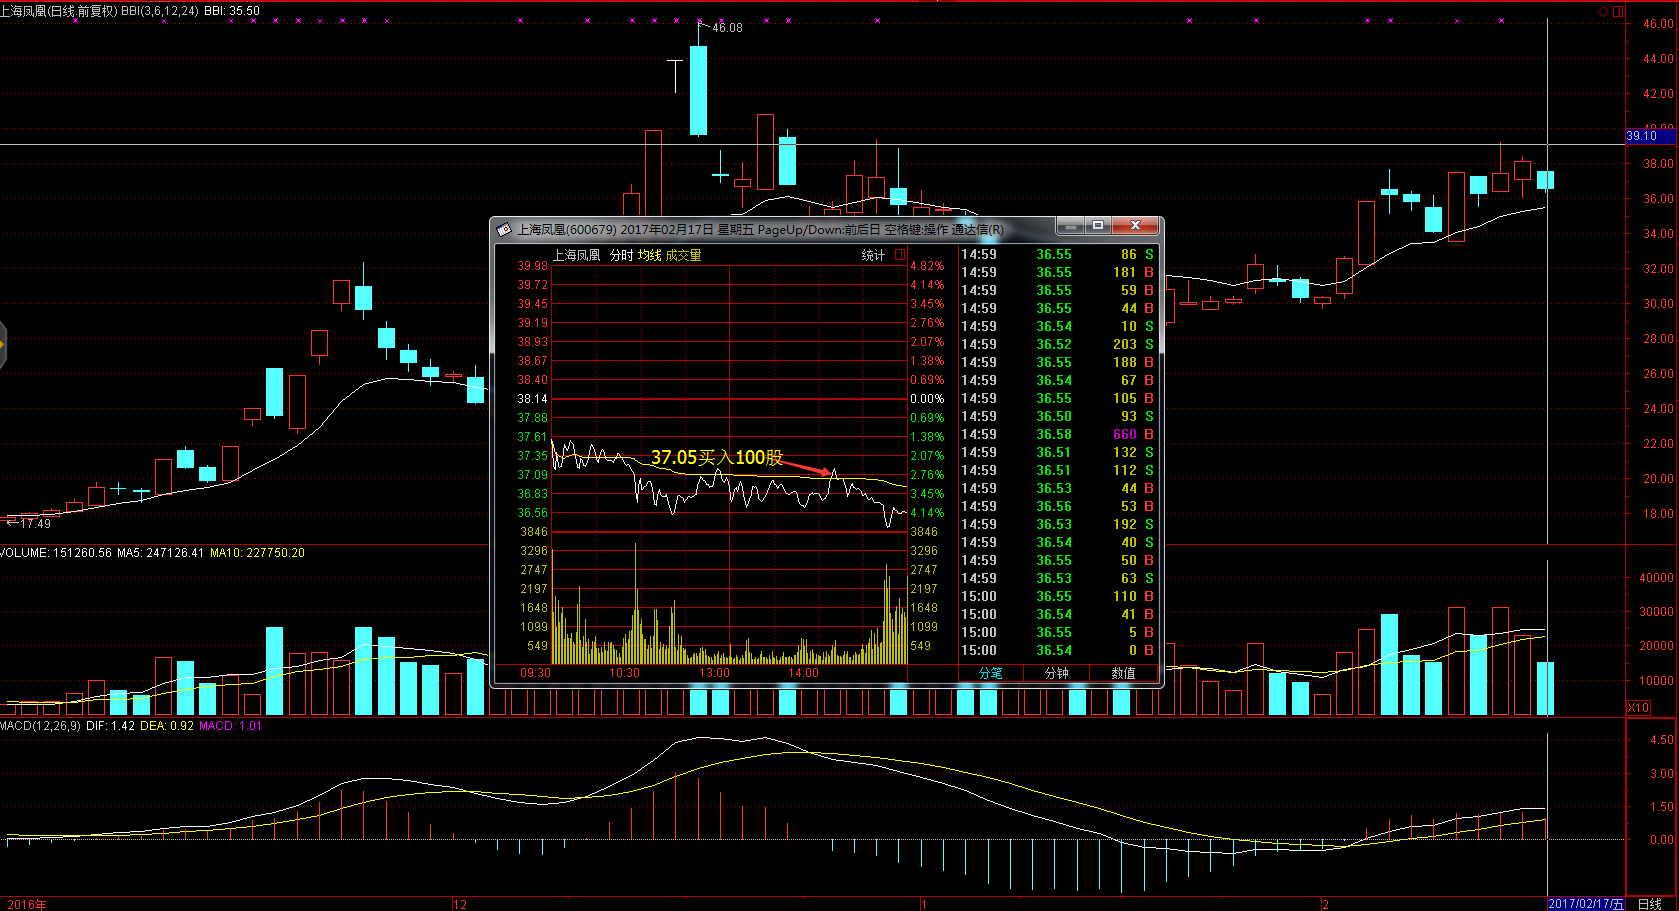 上海凤凰(日线.前复权) BBI(3,6,12,24) BBI: 35.50
46.08
46.00
44.00
42.00
40.00
39.10
38.00
36.00
34.00
32.00
30.00
28.00
26.00
24.00
22.00
20.00
18.00
17.49
上海凤凰(600679) 2017年02月17日 星期五 PageUp/Down:前后日 空格键:操作 通达信(R)
上海凤凰 分时 均线 成交量 统计
39.98 4.82%
39.72 4.14%
39.45 3.45%
39.19 2.76%
38.93 2.07%
38.67 1.38%
38.40 0.69%
38.14 0.00%
37.88 0.69%
37.61 1.38%
37.35 2.07%
37.09 2.76%
36.83 3.45%
36.56 4.14%
3846 3846
3296 3296
2747 2747
2197 2197
1648 1648
1099 1099
549 549
37.05买入100股
09:30 10:30 13:00 14:00
14:59 36.55 86 S
14:59 36.55 181 B
14:59 36.55 59 B
14:59 36.55 44 B
14:59 36.54 10 S
14:59 36.52 203 S
14:59 36.55 188 B
14:59 36.54 67 B
14:59 36.55 105 B
14:59 36.50 93 S
14:59 36.58 660 B
14:59 36.51 132 S
14:59 36.51 112 S
14:59 36.53 44 B
14:59 36.56 53 B
14:59 36.53 192 S
14:59 36.54 40 S
14:59 36.55 50 B
14:59 36.53 63 S
15:00 36.55 110 B
15:00 36.54 41 B
15:00 36.55 5 B
15:00 36.54 0 B
分笔 分钟 数值
VOLUME: 151260.56 MA5: 247126.41 MA10: 227750.20
40000
30000
20000
10000
X10
MACD(12,26,9) DIF: 1.42 DEA: 0.92 MACD: 1.01
4.50
3.00
1.50
0.00
2016年 12 1 2 2017/02/17/五 日线